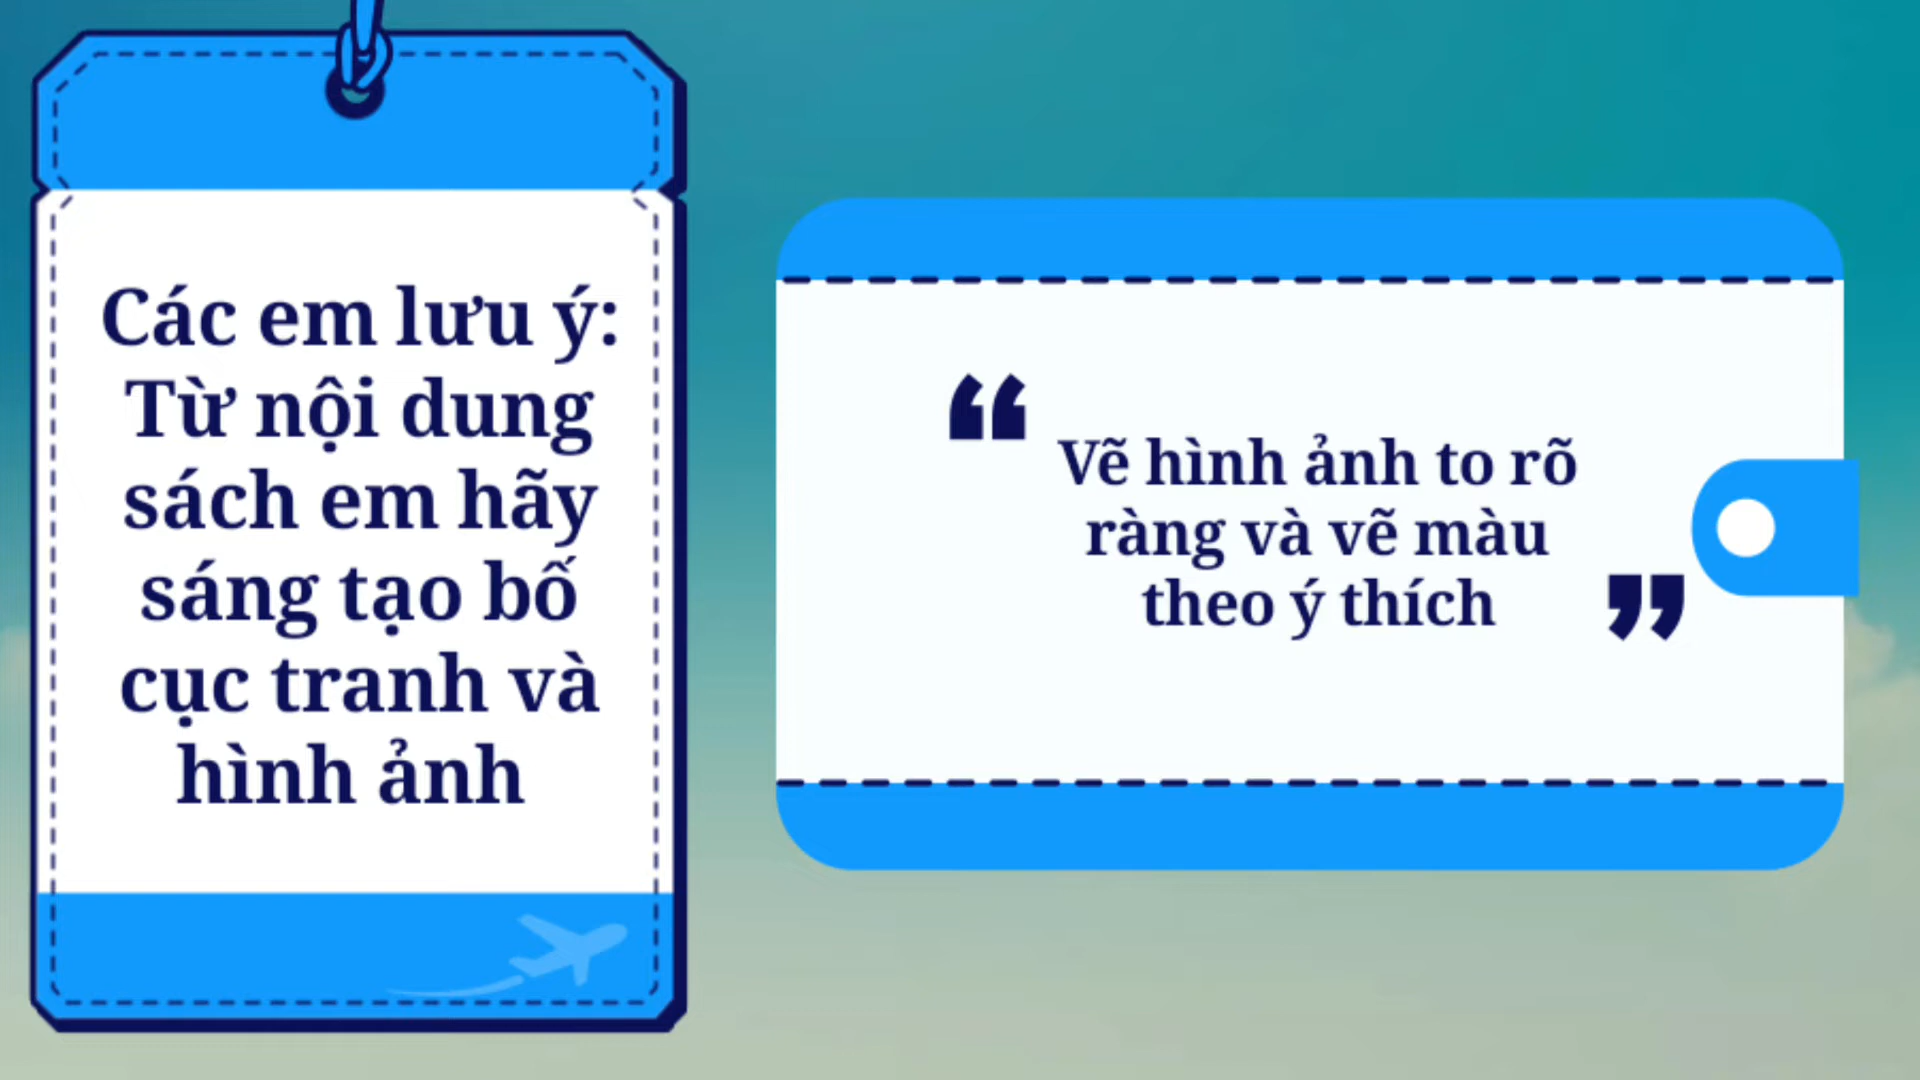 Các em lưu ý:
Từ nội dung
sách em hãy
sáng tạo bố
cục tranh và
hình ảnh
“
Vẽ hình ảnh to rõ
ràng và vẽ màu
theo ý thích
”